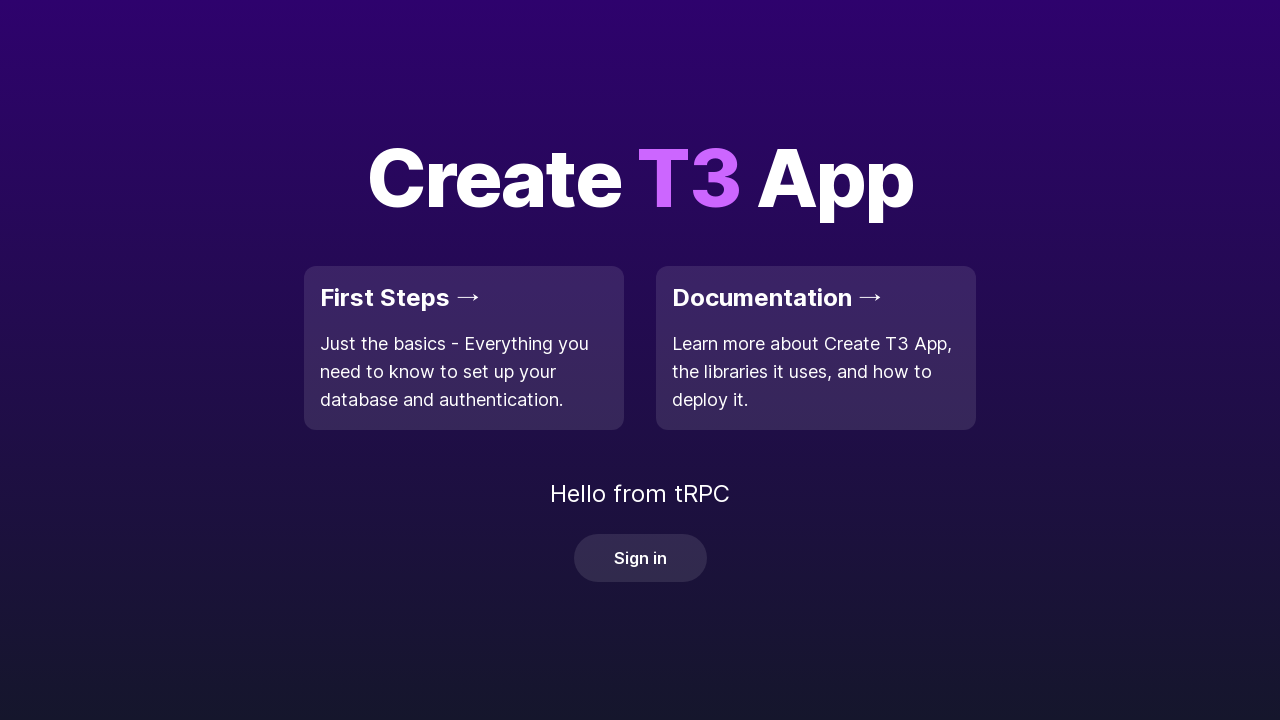 Create T3 App
First Steps →
Just the basics - Everything you
need to know to set up your
database and authentication.
Documentation →
Learn more about Create T3 App,
the libraries it uses, and how to
deploy it.
Hello from tRPC
Sign in